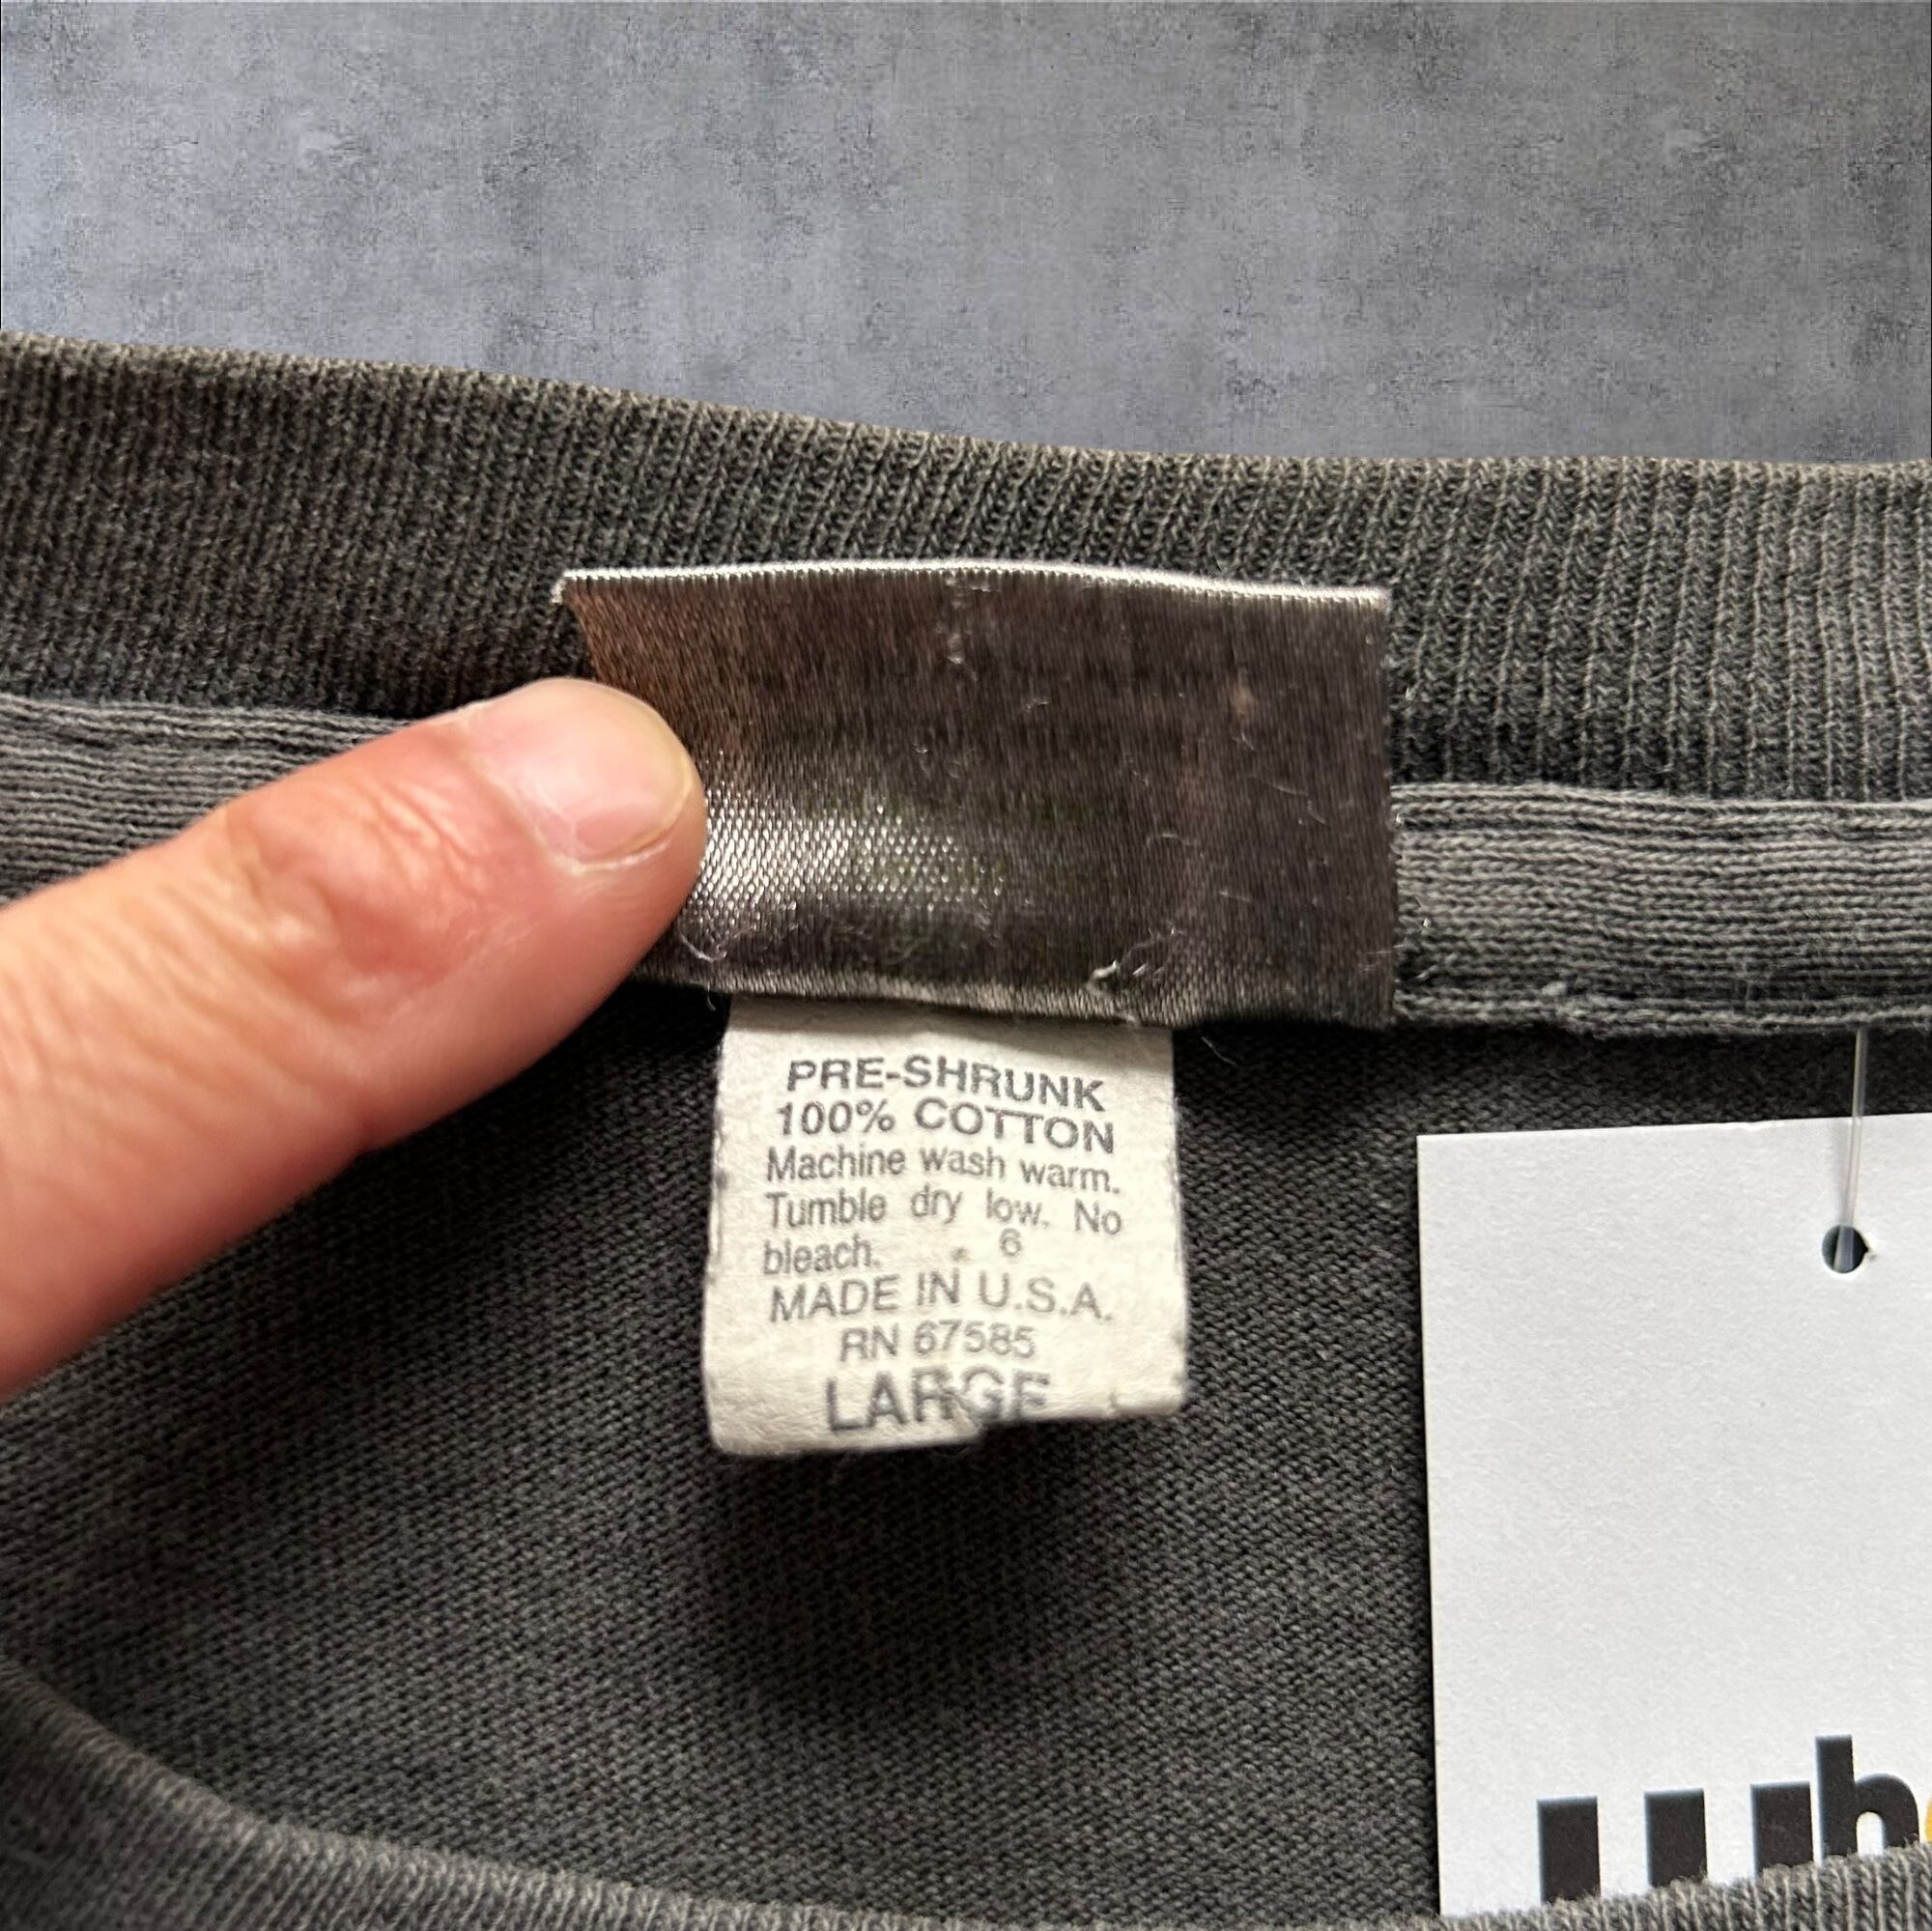 PRE-SHRUNK
100% COTTON
Machine wash warm.
Tumble dry low. No
bleach. 6
MADE IN U.S.A.
RN 67585
LARGE